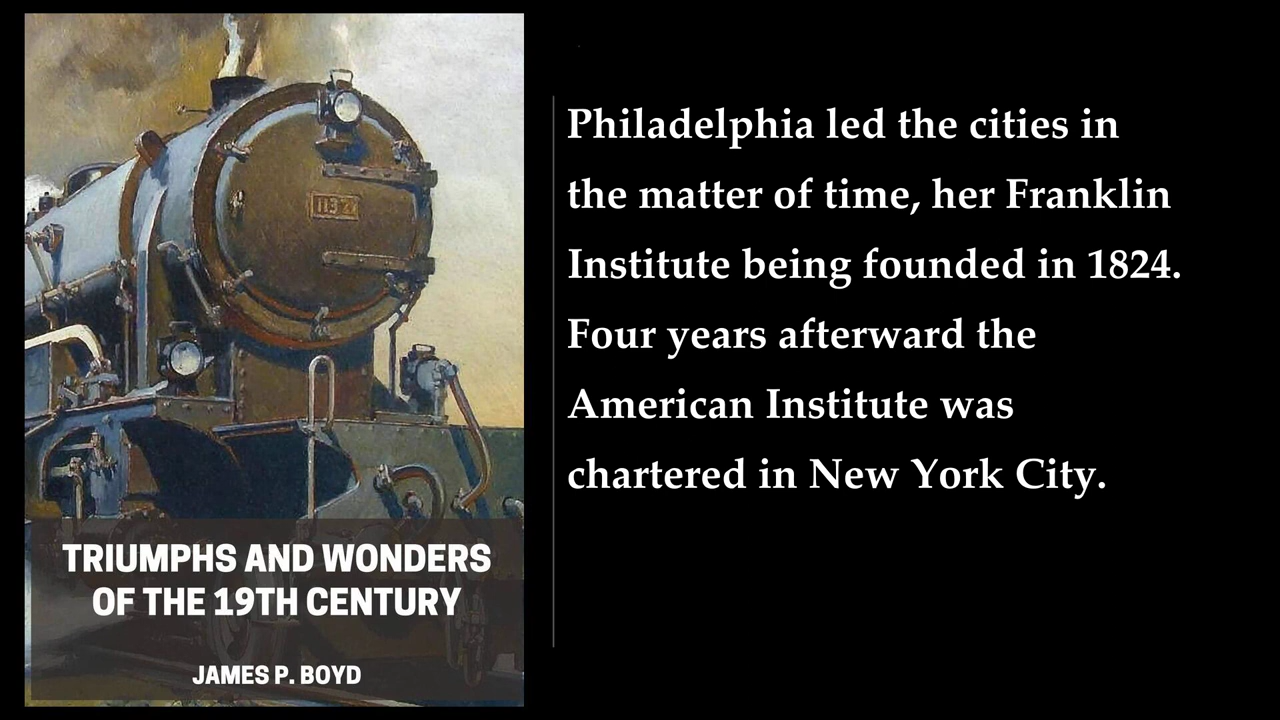 Philadelphia led the cities in
the matter of time, her Franklin
Institute being founded in 1824.
Four years afterward the
American Institute was
chartered in New York City.
TRIUMPHS AND WONDERS
OF THE 19TH CENTURY
JAMES P. BOYD